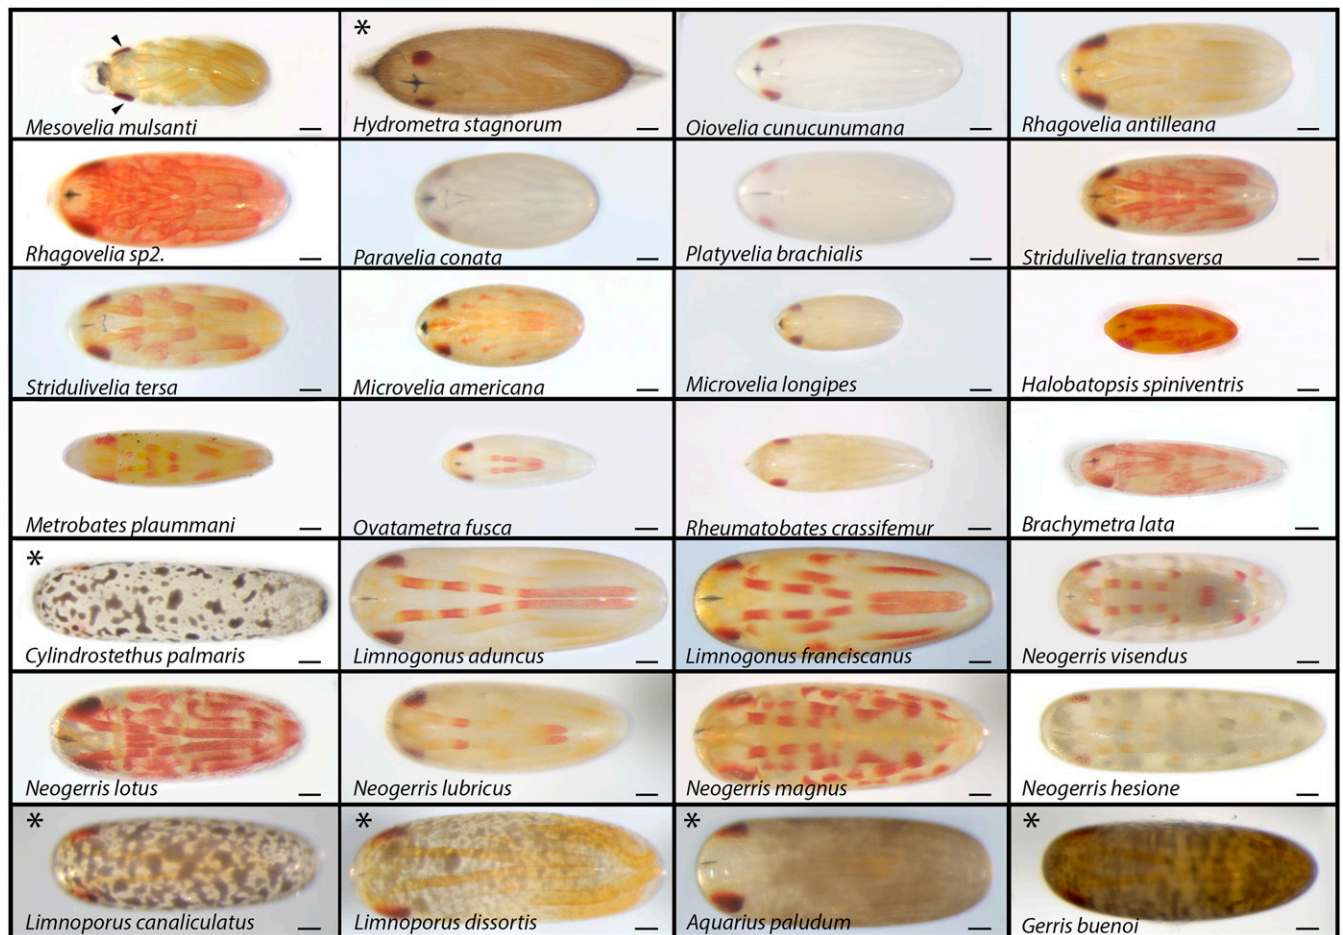 *
Mesovelia mulsanti
Hydrometra stagnorum
Oiovelia cunucunumana
Rhagovelia antilleana
Rhagovelia sp2.
Paravelia conata
Platyvelia brachialis
Stridulivelia transversa
Stridulivelia tersa
Microvelia americana
Microvelia longipes
Halobatopsis spiniventris
Metrobates plaummani
Ovatametra fusca
Rheumatobates crassifemur
Brachymetra lata
*
Cylindrostethus palmaris
Limnogonus aduncus
Limnogonus franciscanus
Neogerris visendus
Neogerris lotus
Neogerris lubricus
Neogerris magnus
Neogerris hesione
* * * *
Limnoporus canaliculatus
Limnoporus dissortis
Aquarius paludum
Gerris buenoi